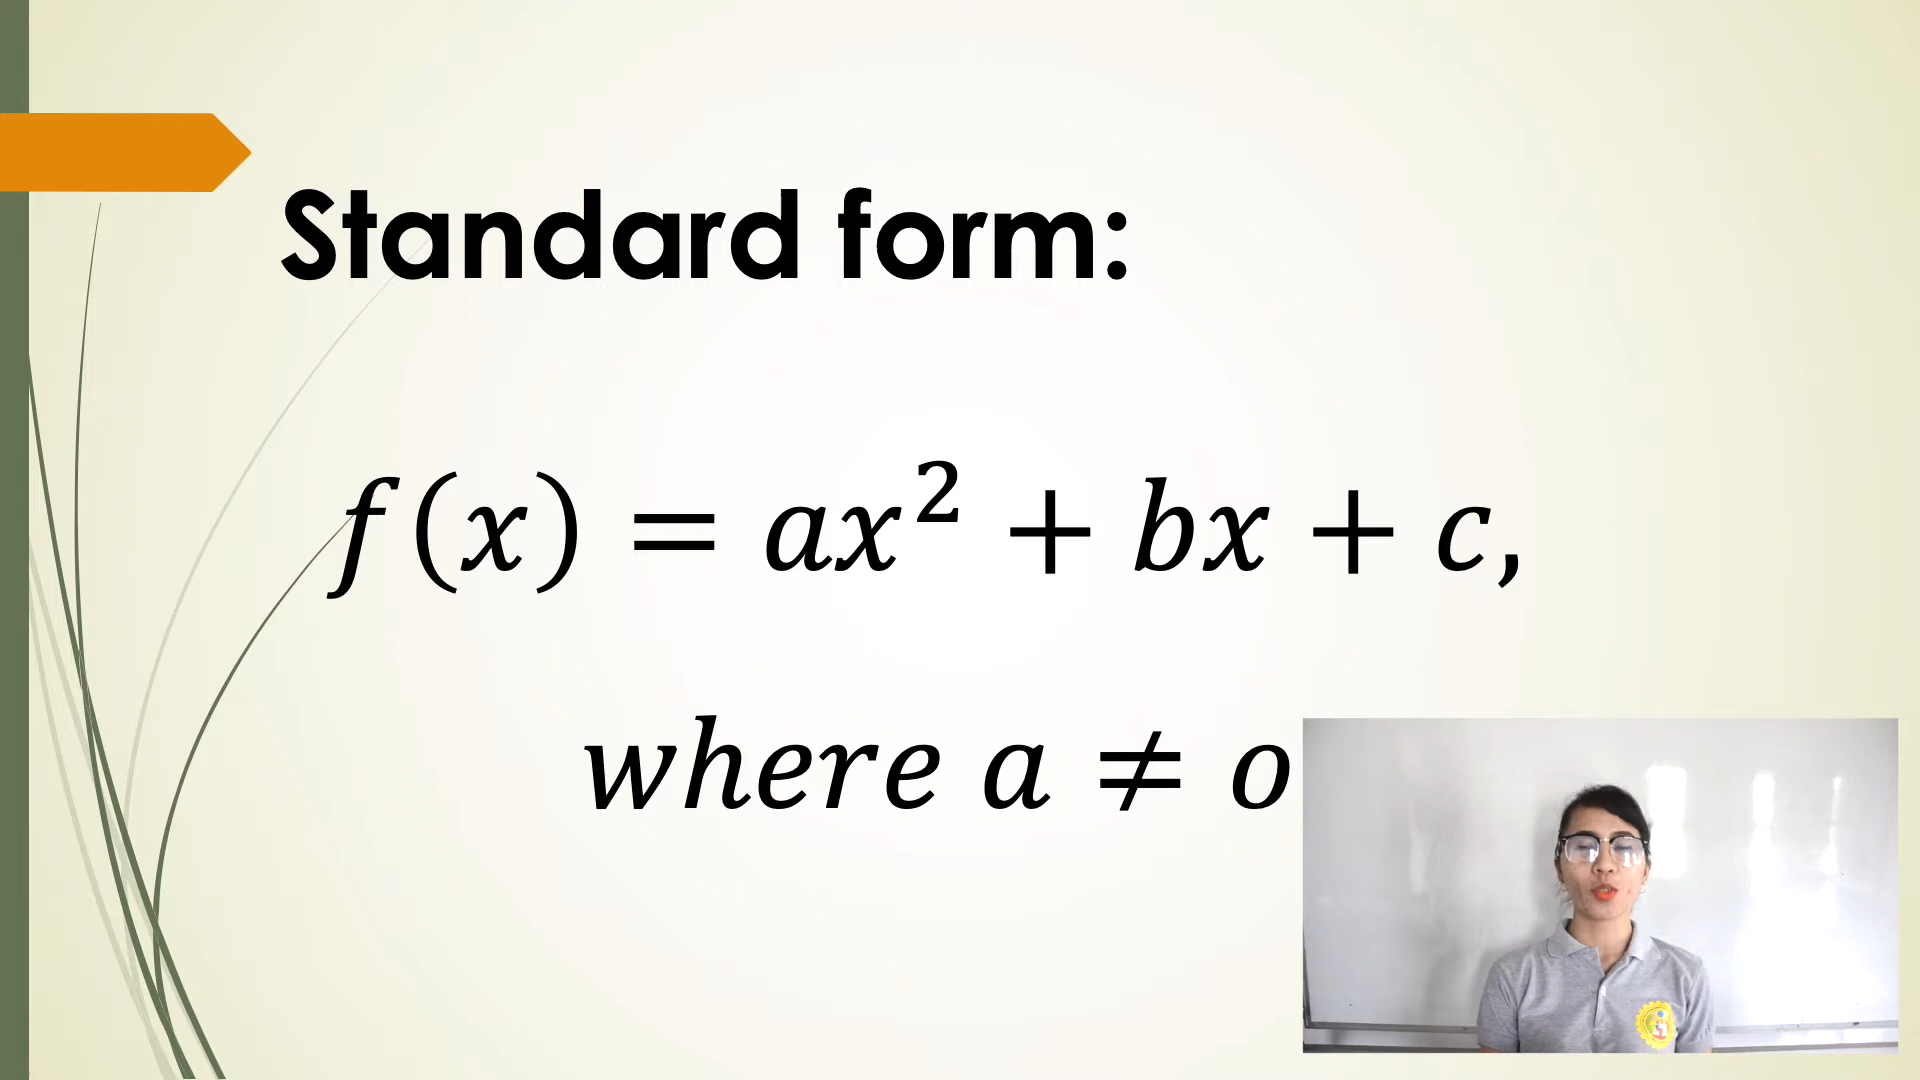 Standard form:
f(x) = ax² + bx + c,
where a ≠ o